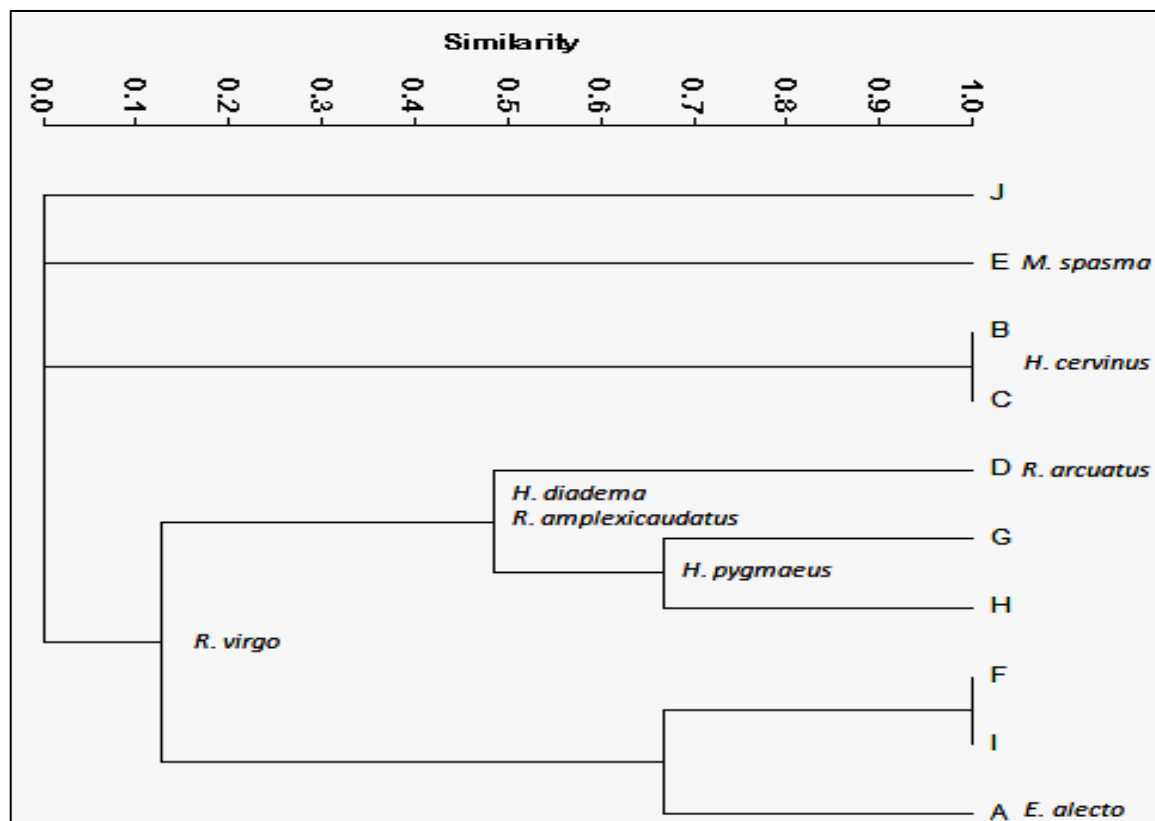 Similarity
0.0 0.1 0.2 0.3 0.4 0.5 0.6 0.7 0.8 0.9 1.0
J
E M. spasma
B
H. cervinus
C
D R. arcuatus
H. diadema
R. amplexicaudatus
G
H. pygmaeus
H
R. virgo
F
I
A E. alecto